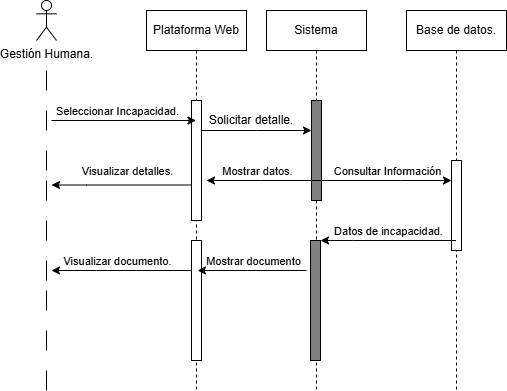 Plataforma Web
Sistema
Base de datos.
Gestión Humana.
Seleccionar Incapacidad.
Solicitar detalle.
Visualizar detalles.
Mostrar datos.
Consultar Información
Datos de incapacidad.
Visualizar documento.
Mostrar documento